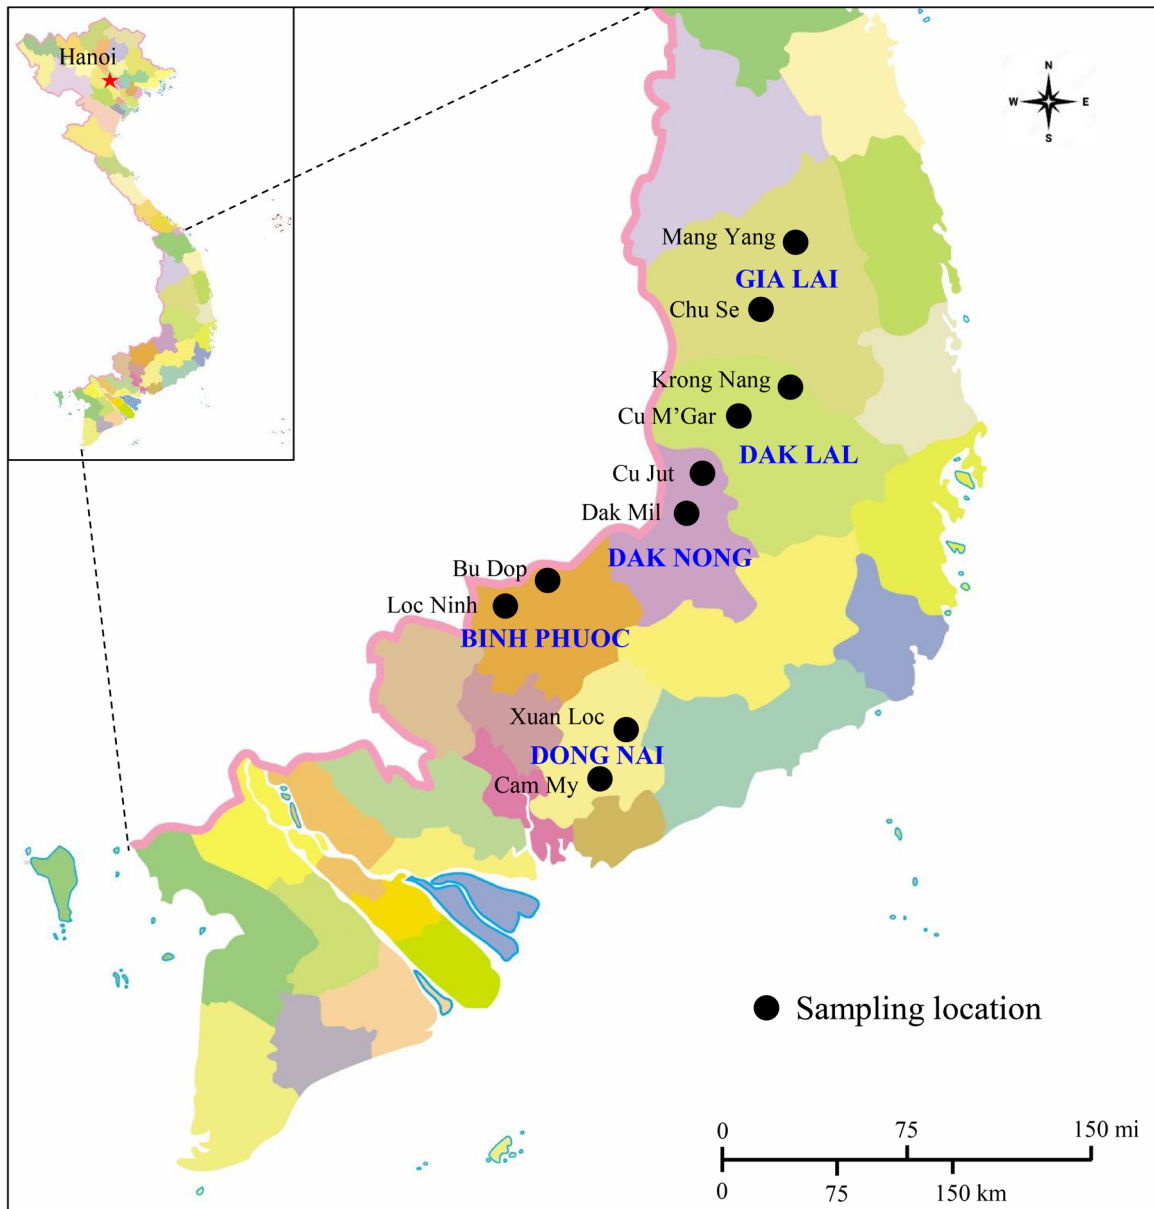 Hanoi
N
W E
S
Mang Yang
GIA LAI
Chu Se
Krong Nang
Cu M’Gar
DAK LAL
Cu Jut
Dak Mil
DAK NONG
Bu Dop
Loc Ninh
BINH PHUOC
Xuan Loc
DONG NAI
Cam My
Sampling location
0 75 150 mi
0 75 150 km